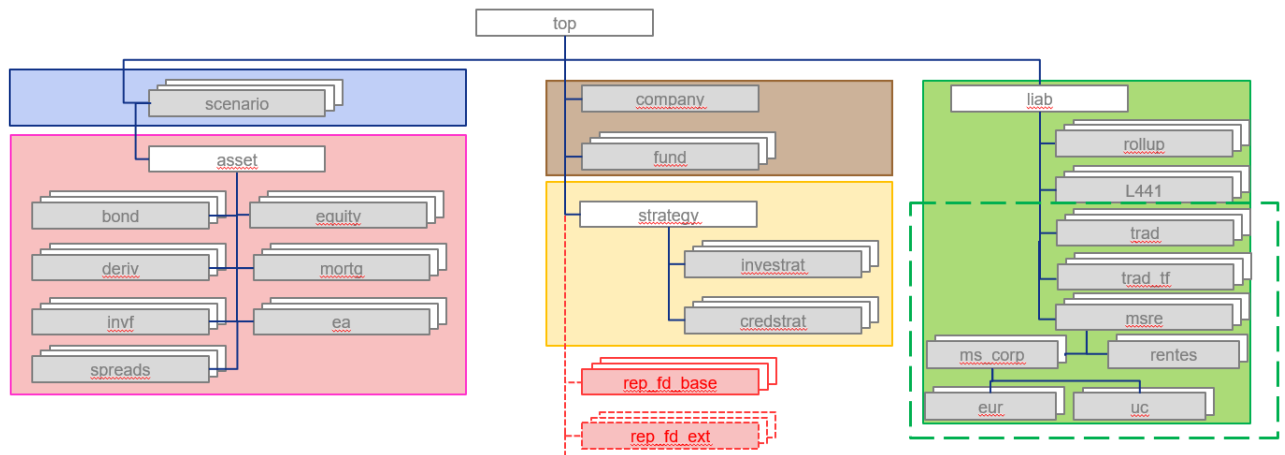 top
scenario
asset
bond
equity
deriv
mortg
invf
ea
spreads
company
fund
strategy
investrat
credstrat
rep_fd_base
rep_fd_ext
liab
rollup
L441
trad
trad_tf
msre
ms_corp
rentes
eur
uc